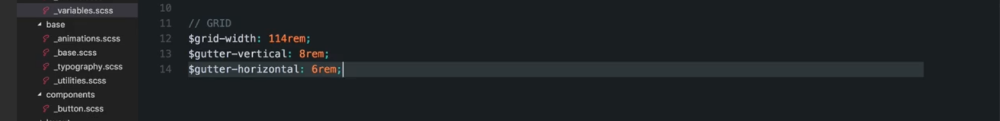 _variables.scss
base
_animations.scss
_base.scss
_typography.scss
_utilities.scss
components
_button.scss
10
11 // GRID
12 $grid-width: 114rem;
13 $gutter-vertical: 8rem;
14 $gutter-horizontal: 6rem;